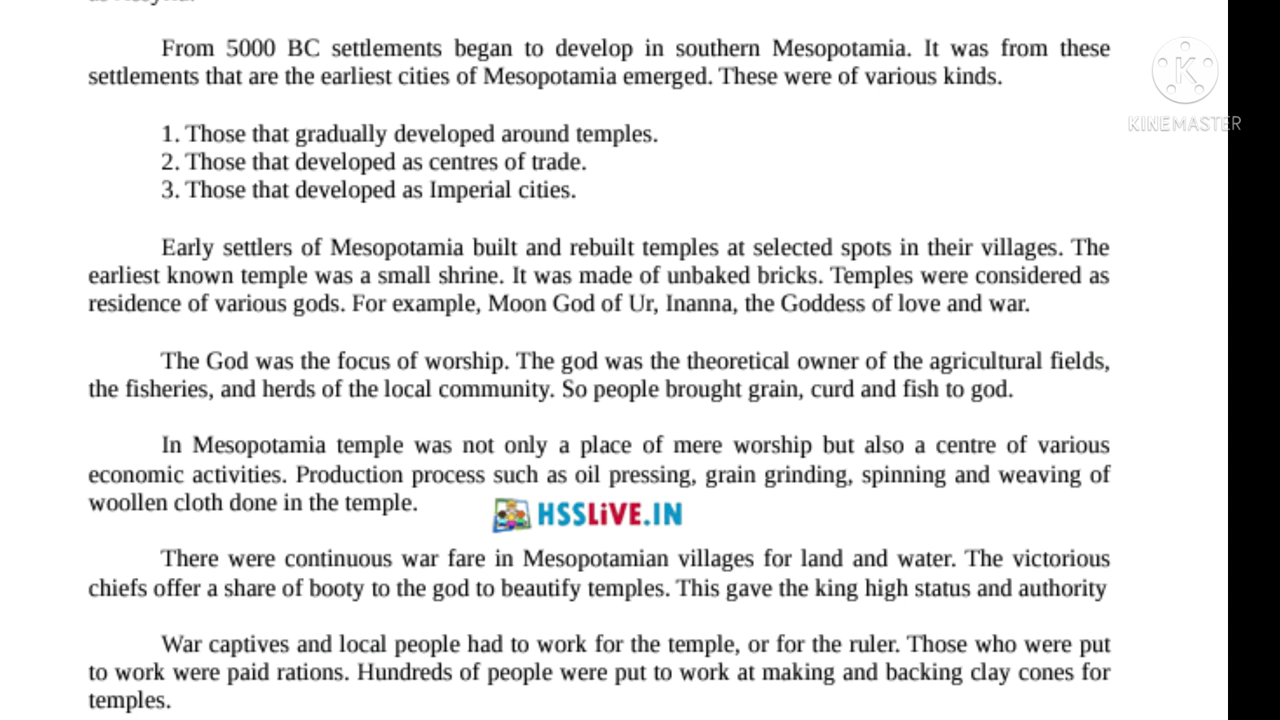 From 5000 BC settlements began to develop in southern Mesopotamia. It was from these
settlements that are the earliest cities of Mesopotamia emerged. These were of various kinds.
1. Those that gradually developed around temples.
2. Those that developed as centres of trade.
3. Those that developed as Imperial cities.
Early settlers of Mesopotamia built and rebuilt temples at selected spots in their villages. The
earliest known temple was a small shrine. It was made of unbaked bricks. Temples were considered as
residence of various gods. For example, Moon God of Ur, Inanna, the Goddess of love and war.
The God was the focus of worship. The god was the theoretical owner of the agricultural fields,
the fisheries, and herds of the local community. So people brought grain, curd and fish to god.
In Mesopotamia temple was not only a place of mere worship but also a centre of various
economic activities. Production process such as oil pressing, grain grinding, spinning and weaving of
woollen cloth done in the temple.
HSSLiVE.IN
There were continuous war fare in Mesopotamian villages for land and water. The victorious
chiefs offer a share of booty to the god to beautify temples. This gave the king high status and authority
War captives and local people had to work for the temple, or for the ruler. Those who were put
to work were paid rations. Hundreds of people were put to work at making and backing clay cones for
temples.
K
KINEMASTER